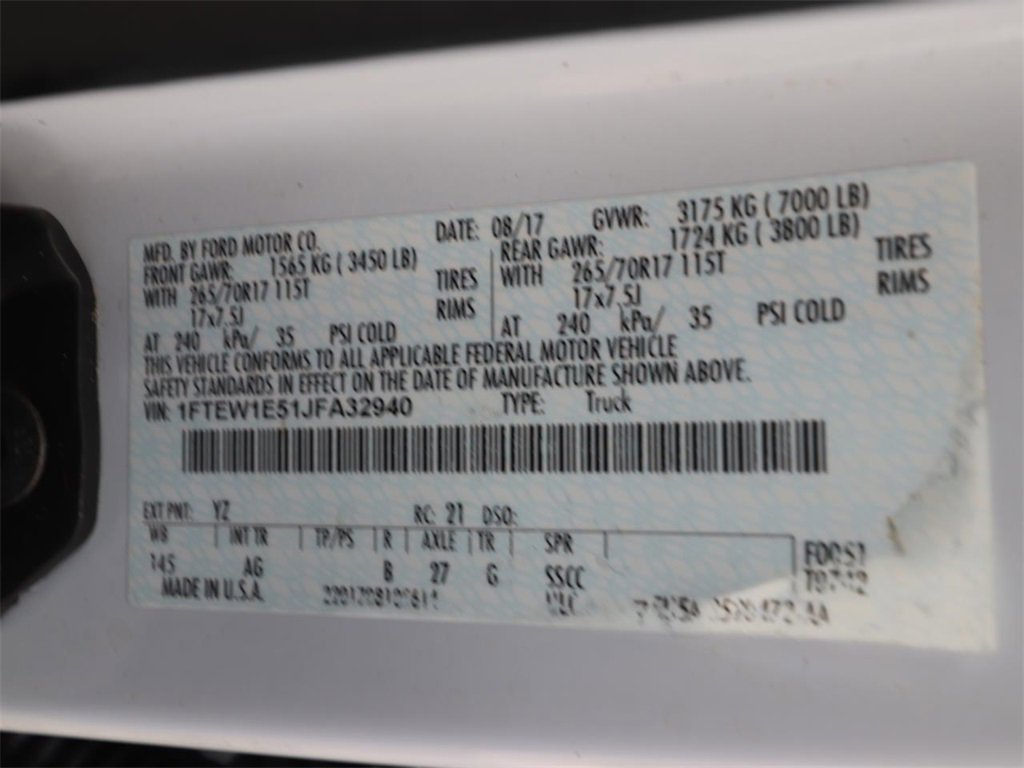 MFD. BY FORD MOTOR CO. DATE: 08/17 GVWR: 3175 KG ( 7000 LB)
FRONT GAWR: 1565 KG ( 3450 LB) REAR GAWR: 1724 KG ( 3800 LB)
WITH 265/70R17 115T TIRES WITH 265/70R17 115T TIRES
17x7.5J RIMS 17x7.5J RIMS
AT 240 kPa/ 35 PSI COLD AT 240 kPa/ 35 PSI COLD
THIS VEHICLE CONFORMS TO ALL APPLICABLE FEDERAL MOTOR VEHICLE
SAFETY STANDARDS IN EFFECT ON THE DATE OF MANUFACTURE SHOWN ABOVE.
VIN: 1FTEW1E51JFA32940 TYPE: Truck
EXT PNT: YZ RC: 21 DSO:
WB INT TR TP/PS R AXLE TR SPR
145 AG B 27 G SSCC
MADE IN U.S.A.